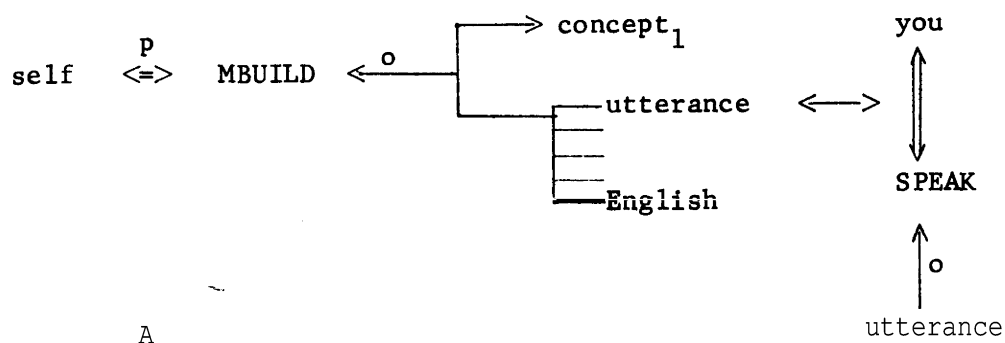 concept1 you
p
self <=> MBUILD o
utterance
SPEAK
English
o
utterance
A